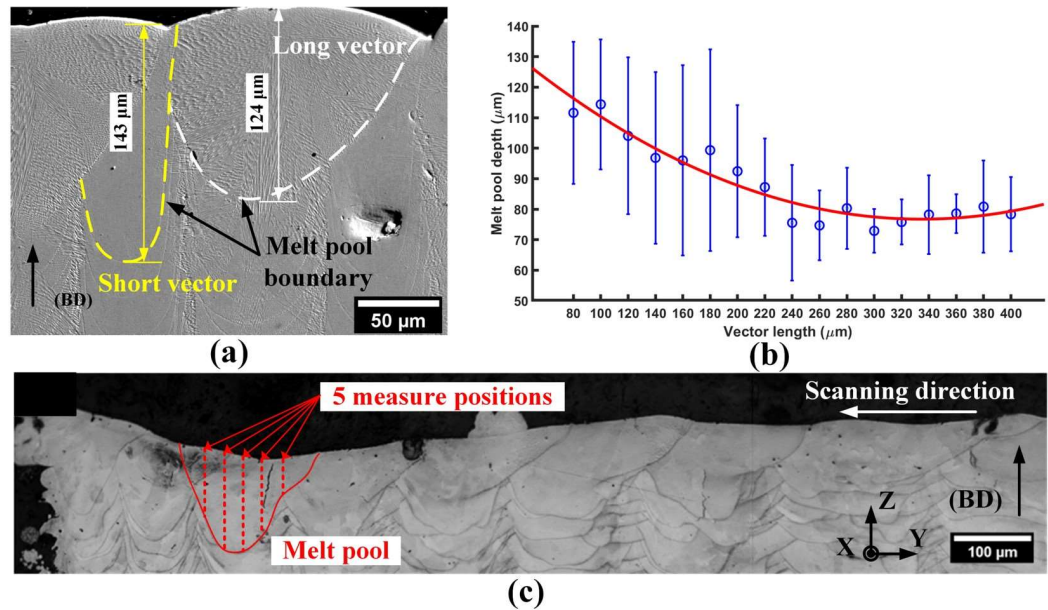 Long vector
143 μm
124 μm
Melt pool
boundary
Short vector
(BD)
50 μm
(a)
Melt pool depth (μm)
140
130
120
110
100
90
80
70
60
50
80 100 120 140 160 180 200 220 240 260 280 300 320 340 360 380 400
Vector length (μm)
(b)
5 measure positions
Scanning direction
(BD)
Z
X
Y
Melt pool
100 μm
(c)